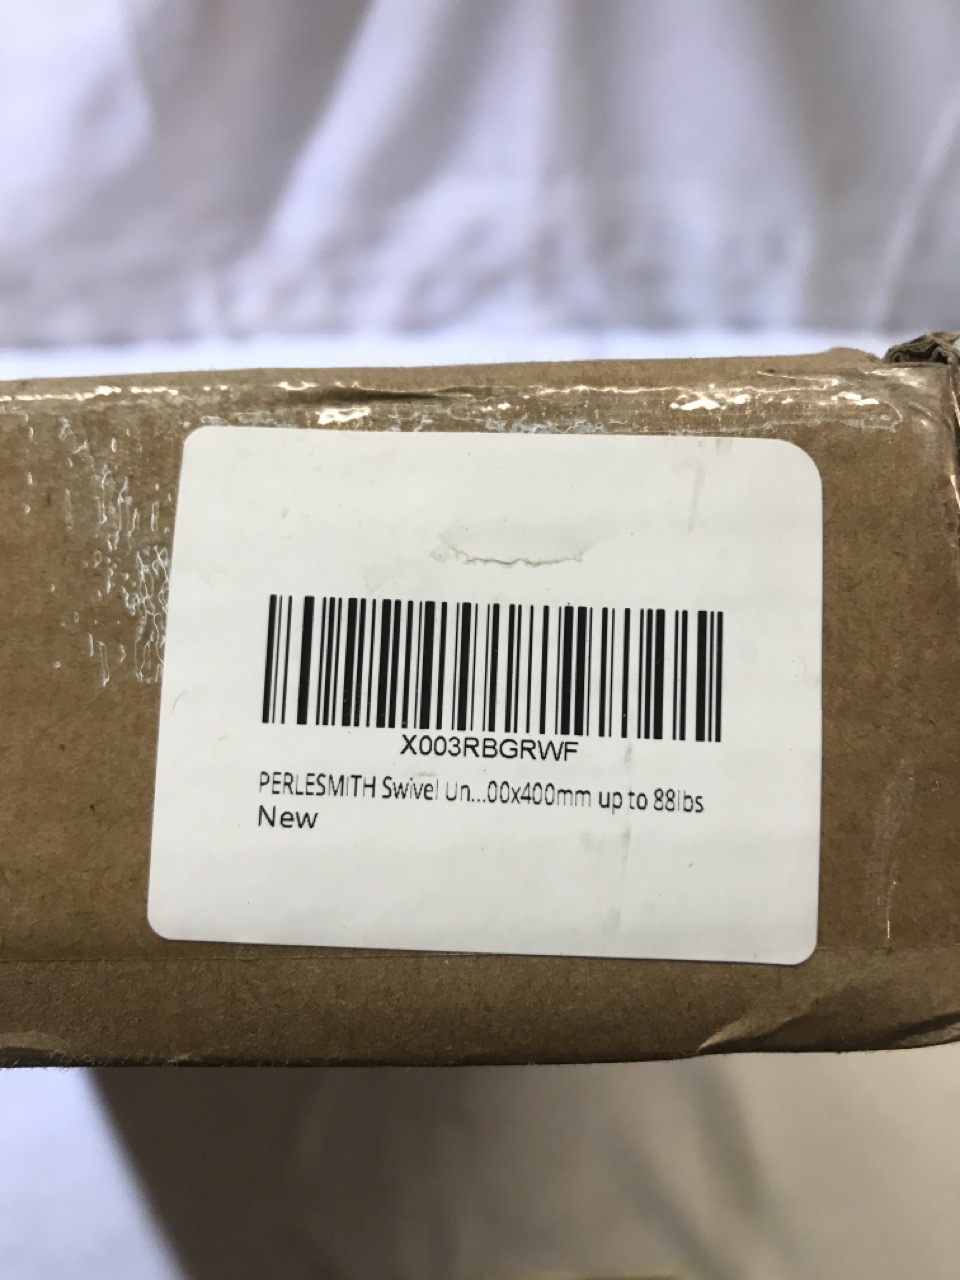 X003RBGRWF
PERLESMITH Swivel Un...00x400mm up to 88lbs
New